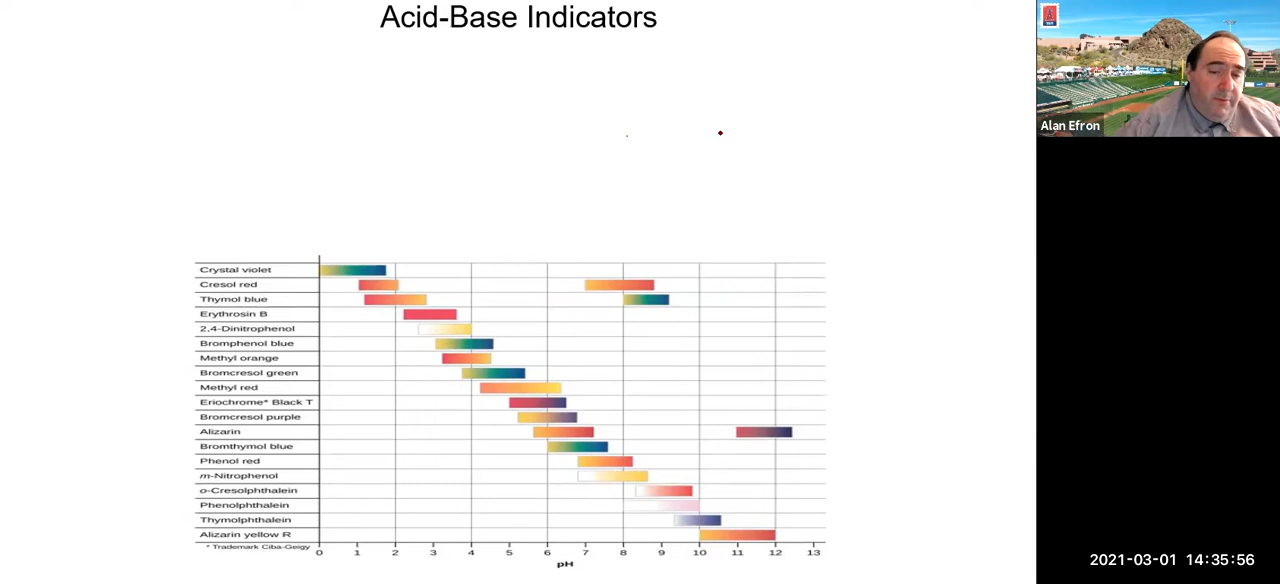 Acid-Base Indicators
Alan Efron
Crystal violet
Cresol red
Thymol blue
Erythrosin B
2,4-Dinitrophenol
Bromphenol blue
Methyl orange
Bromcresol green
Methyl red
Eriochrome* Black T
Bromcresol purple
Alizarin
Bromthymol blue
Phenol red
m-Nitrophenol
o-Cresolphthalein
Phenolphthalein
Thymolphthalein
Alizarin yellow R
* Trademark Ciba-Geigy
0 1 2 3 4 5 6 7 8 9 10 11 12 13
pH
2021-03-01 14:35:56